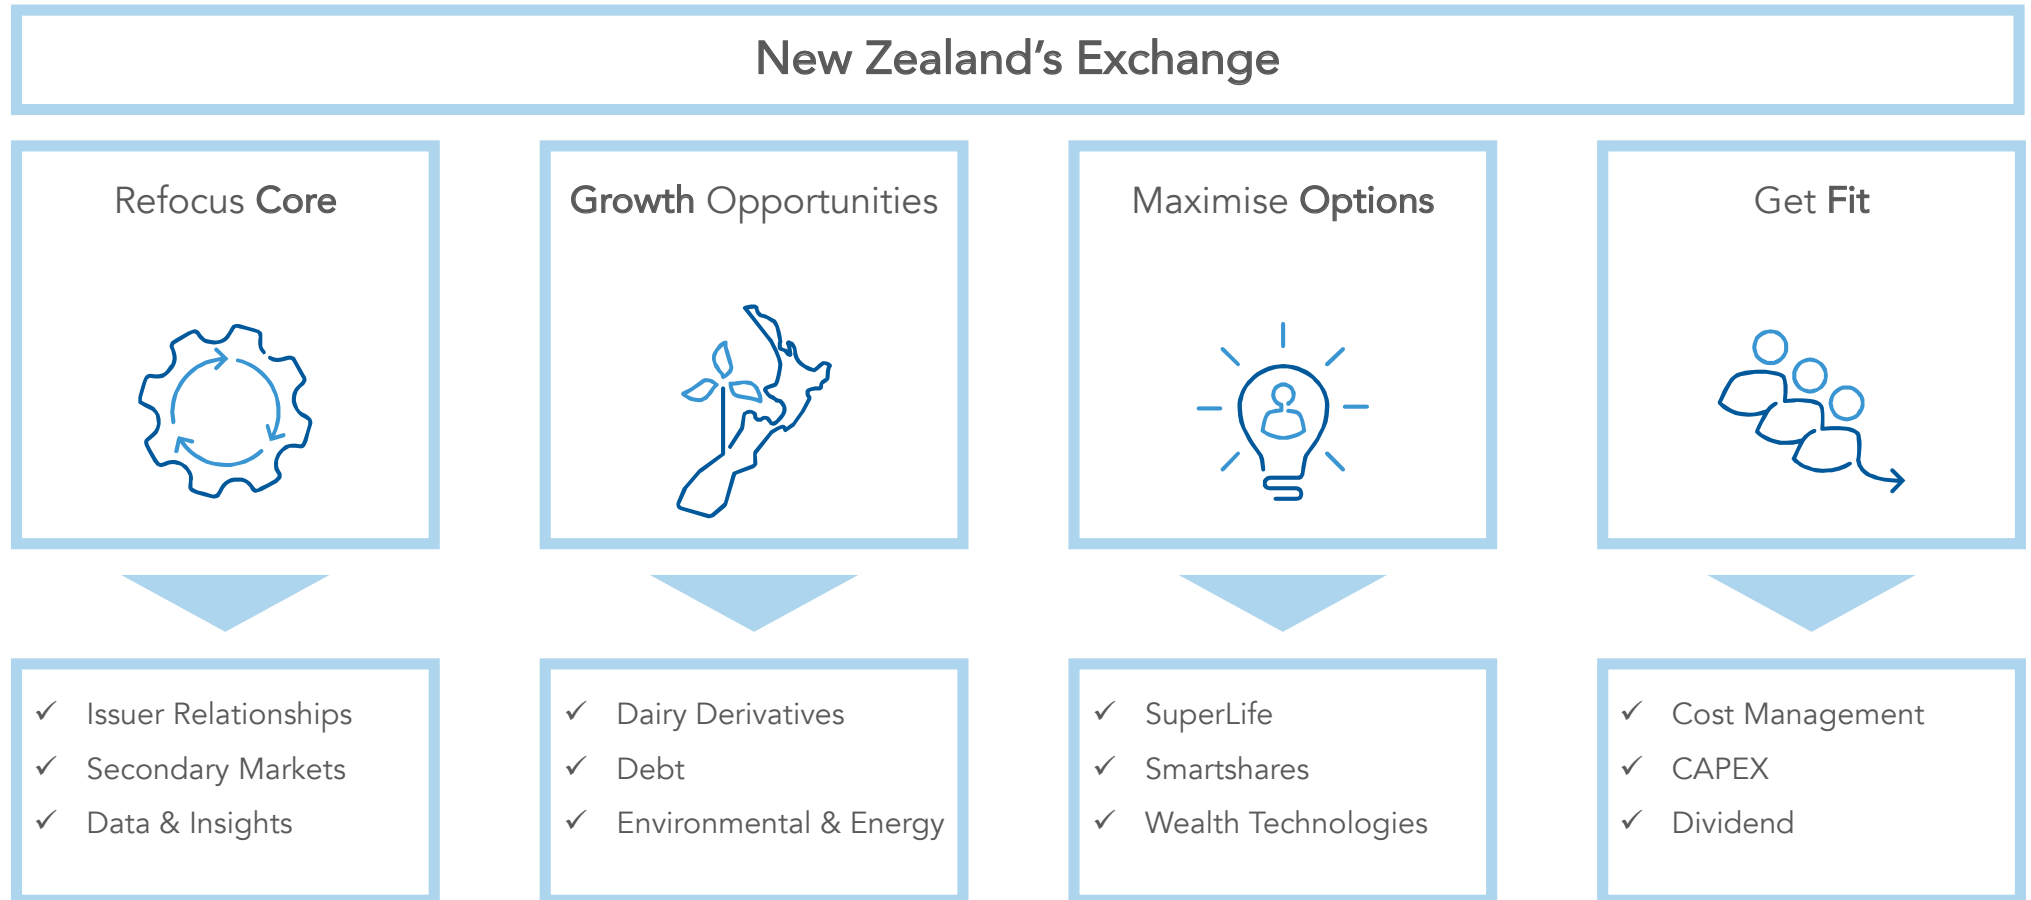 New Zealand’s Exchange
Refocus Core
Growth Opportunities
Maximise Options
Get Fit
✓ Issuer Relationships
✓ Secondary Markets
✓ Data & Insights
✓ Dairy Derivatives
✓ Debt
✓ Environmental & Energy
✓ SuperLife
✓ Smartshares
✓ Wealth Technologies
✓ Cost Management
✓ CAPEX
✓ Dividend